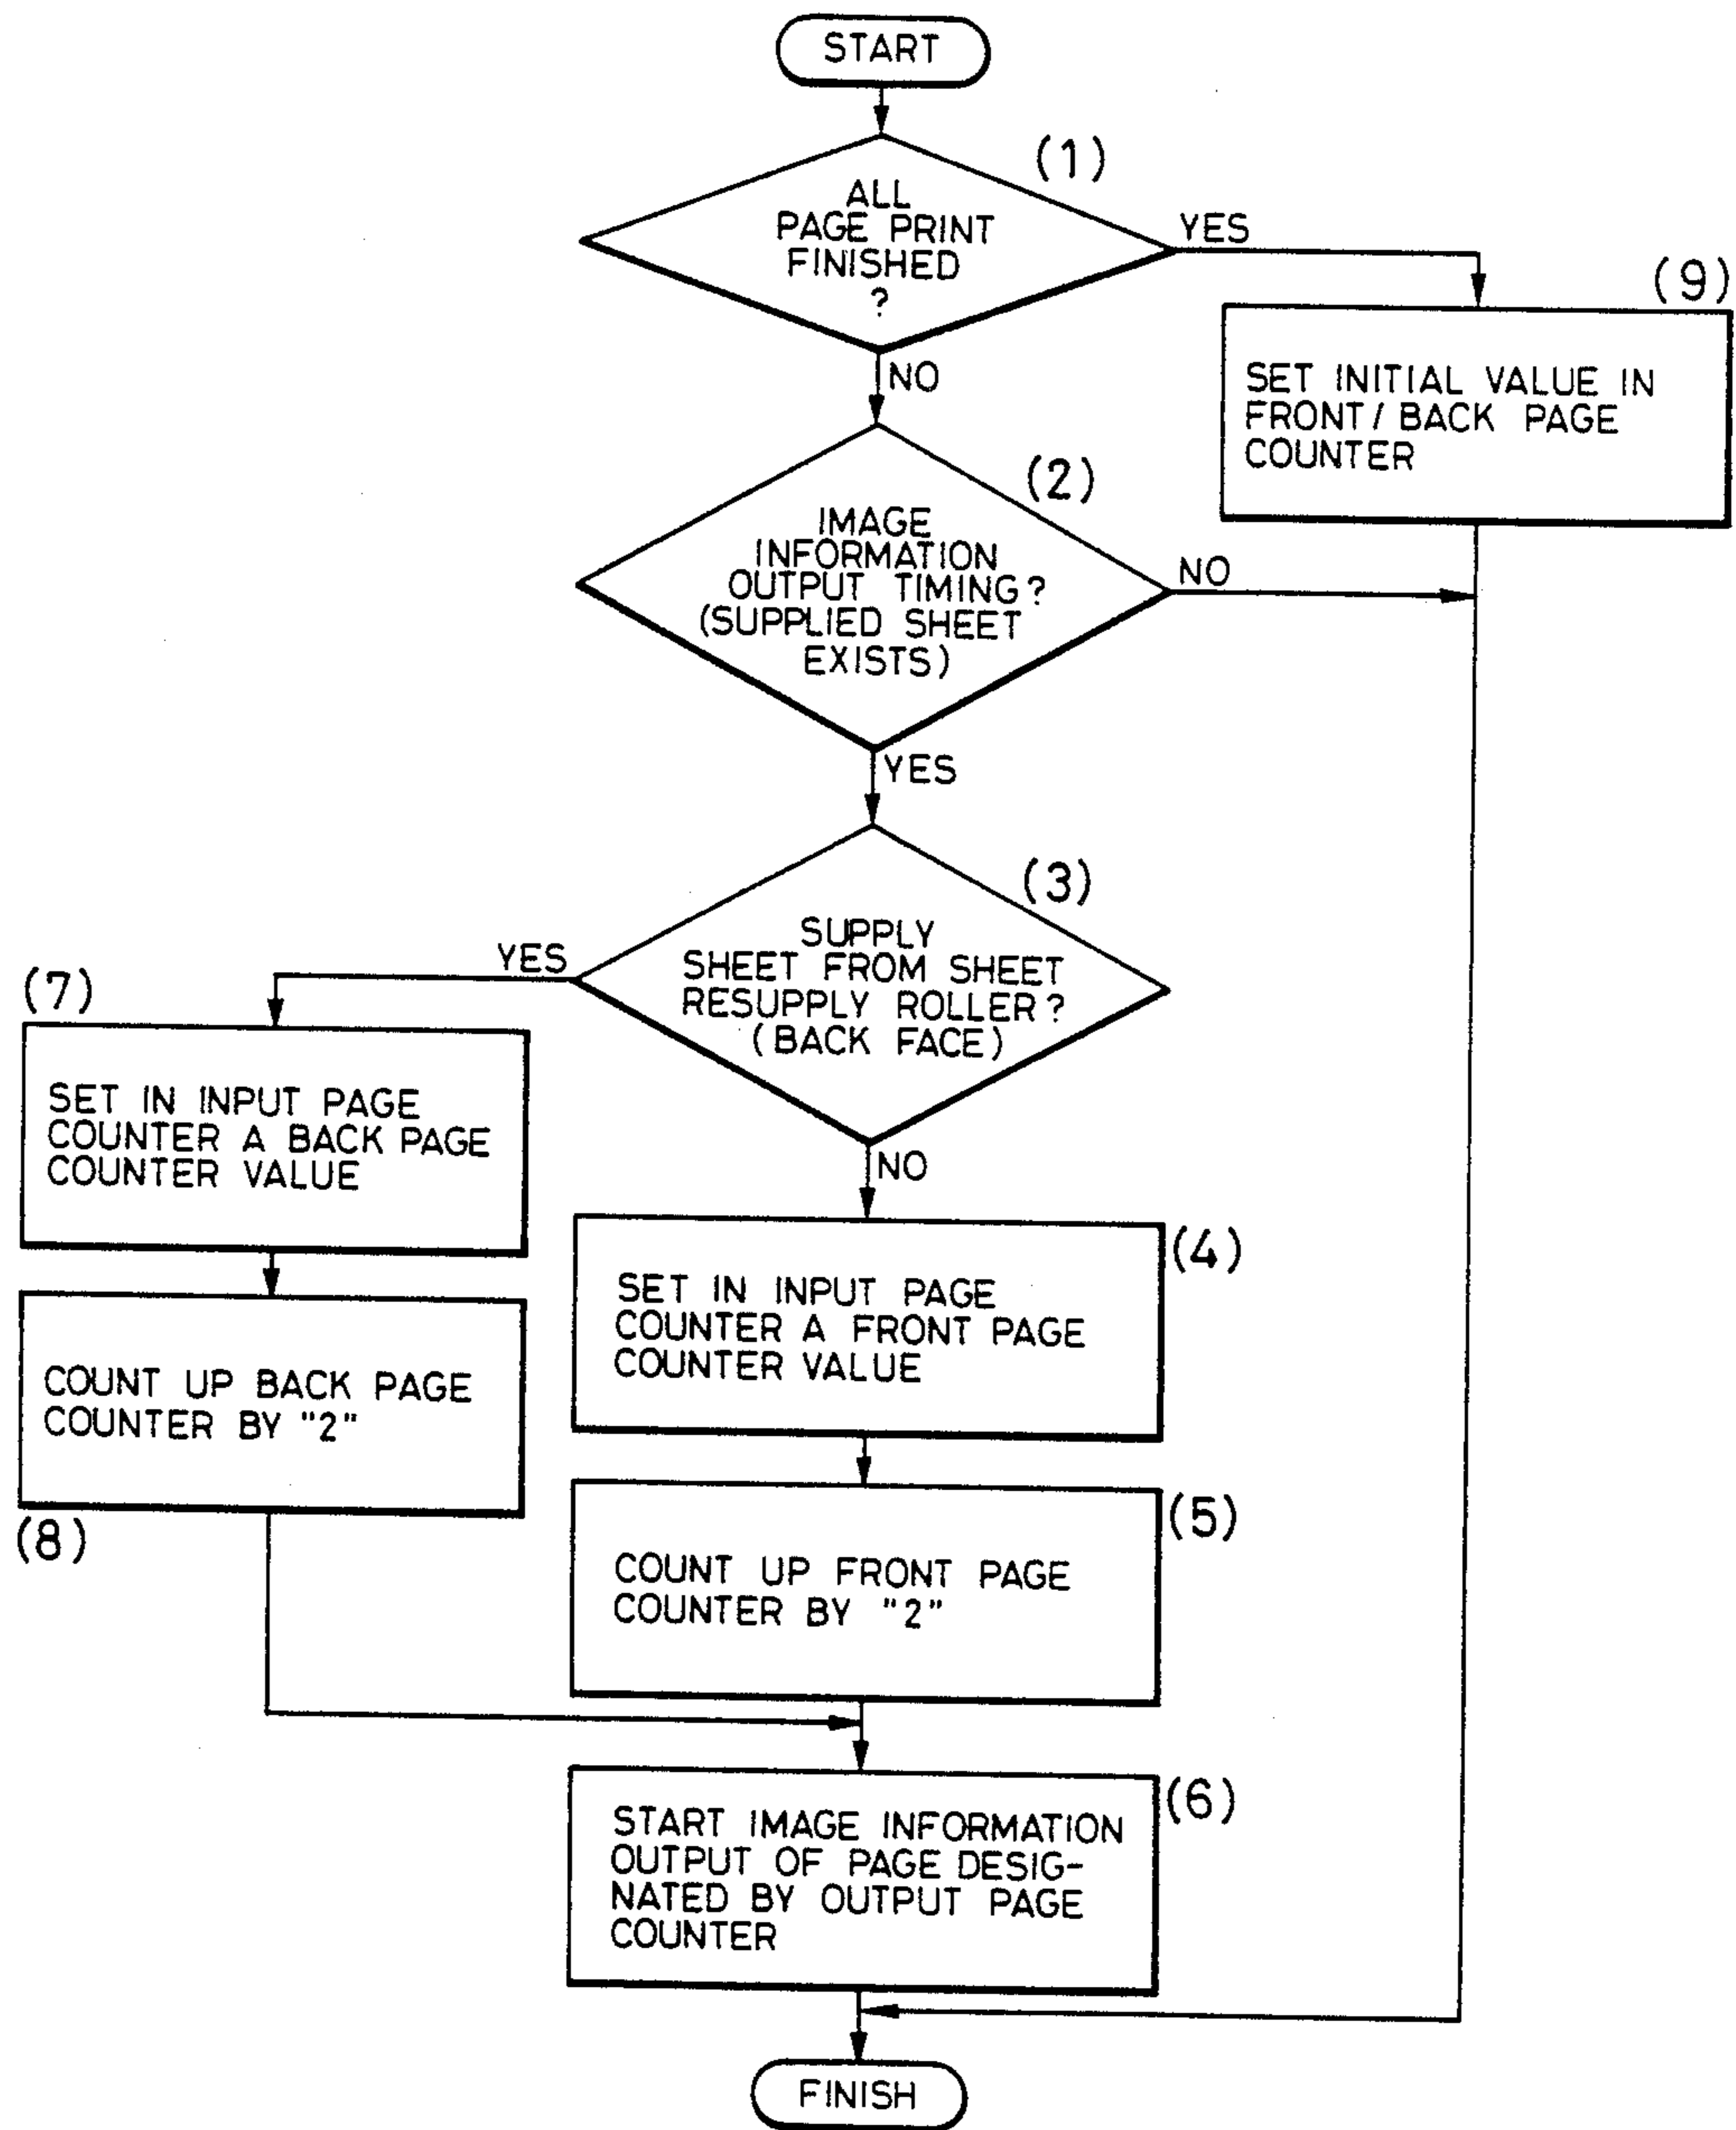 START
(1)
ALL
PAGE PRINT
FINISHED
?
YES
NO
(9)
SET INITIAL VALUE IN
FRONT/BACK PAGE
COUNTER
(2)
IMAGE
INFORMATION
OUTPUT TIMING?
(SUPPLIED SHEET
EXISTS)
NO
YES
(3)
SUPPLY
SHEET FROM SHEET
RESUPPLY ROLLER?
(BACK FACE)
YES
NO
(7)
SET IN INPUT PAGE
COUNTER A BACK PAGE
COUNTER VALUE
COUNT UP BACK PAGE
COUNTER BY "2"
(8)
(4)
SET IN INPUT PAGE
COUNTER A FRONT PAGE
COUNTER VALUE
(5)
COUNT UP FRONT PAGE
COUNTER BY "2"
(6)
START IMAGE INFORMATION
OUTPUT OF PAGE DESIG-
NATED BY OUTPUT PAGE
COUNTER
FINISH